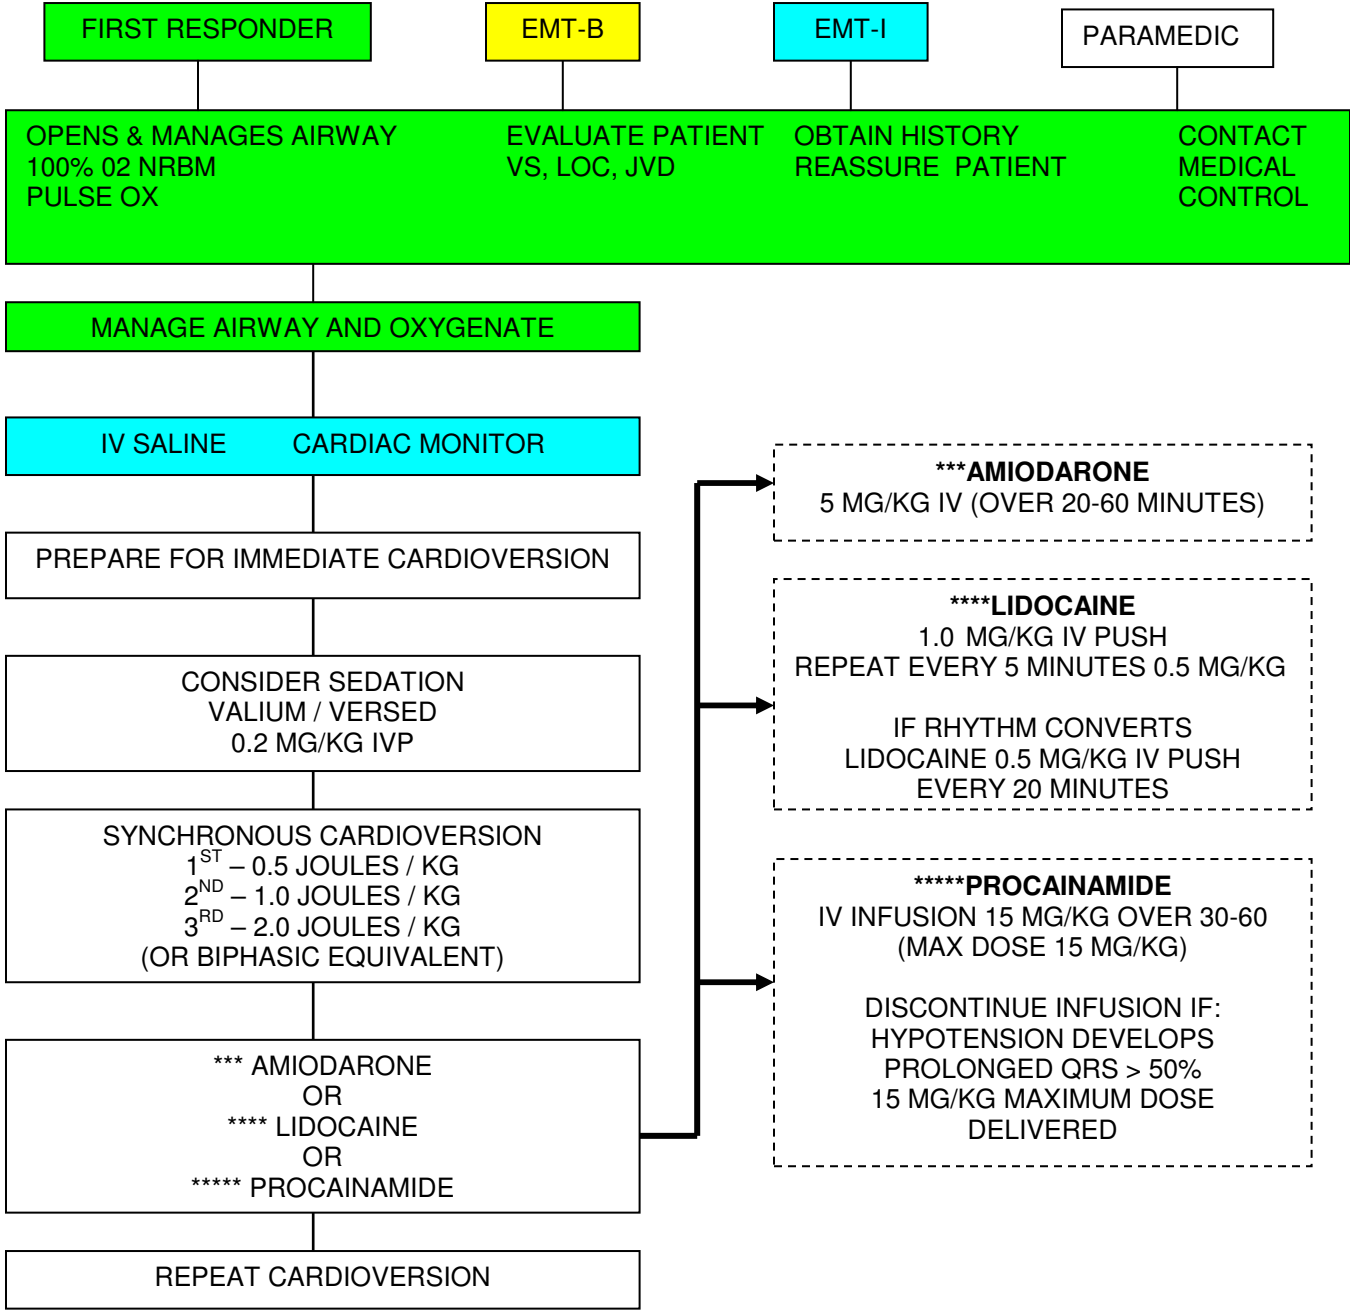 FIRST RESPONDER
EMT-B
EMT-I
PARAMEDIC
OPENS & MANAGES AIRWAY
100% 02 NRBM
PULSE OX
EVALUATE PATIENT
VS, LOC, JVD
OBTAIN HISTORY
REASSURE PATIENT
CONTACT
MEDICAL
CONTROL
MANAGE AIRWAY AND OXYGENATE
IV SALINE CARDIAC MONITOR
PREPARE FOR IMMEDIATE CARDIOVERSION
CONSIDER SEDATION
VALIUM / VERSED
0.2 MG/KG IVP
SYNCHRONOUS CARDIOVERSION
1ST – 0.5 JOULES / KG
2ND – 1.0 JOULES / KG
3RD – 2.0 JOULES / KG
(OR BIPHASIC EQUIVALENT)
*** AMIODARONE
OR
**** LIDOCAINE
OR
***** PROCAINAMIDE
REPEAT CARDIOVERSION
***AMIODARONE
5 MG/KG IV (OVER 20-60 MINUTES)
****LIDOCAINE
1.0 MG/KG IV PUSH
REPEAT EVERY 5 MINUTES 0.5 MG/KG
IF RHYTHM CONVERTS
LIDOCAINE 0.5 MG/KG IV PUSH
EVERY 20 MINUTES
*****PROCAINAMIDE
IV INFUSION 15 MG/KG OVER 30-60
(MAX DOSE 15 MG/KG)
DISCONTINUE INFUSION IF:
HYPOTENSION DEVELOPS
PROLONGED QRS > 50%
15 MG/KG MAXIMUM DOSE
DELIVERED